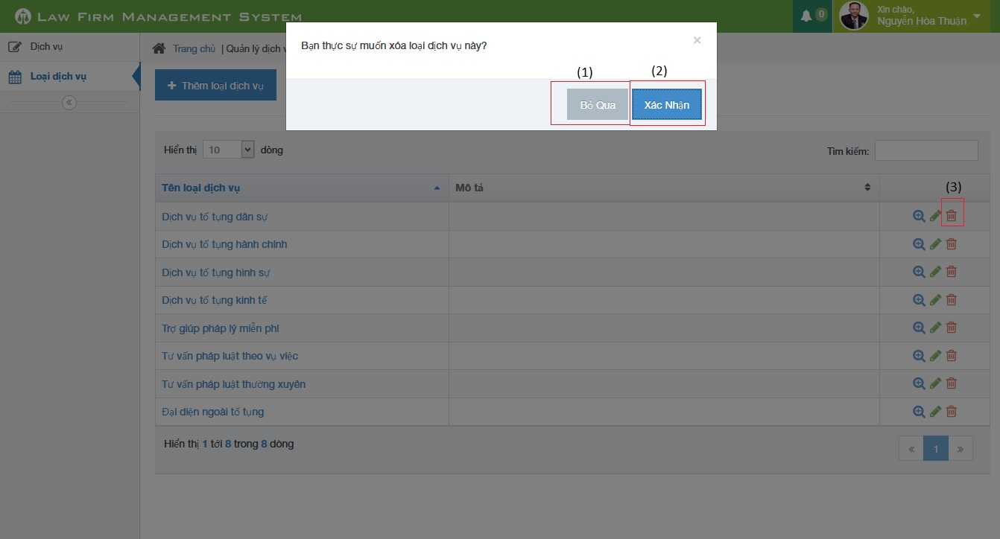 LAW FIRM MANAGEMENT SYSTEM
0
Xin chào,
Nguyễn Hòa Thuận
Dịch vụ
Loại dịch vụ
Trang chủ | Quản lý dịch
Bạn thực sự muốn xóa loại dịch vụ này?
×
(1)
(2)
Bỏ Qua
Xác Nhận
+ Thêm loại dịch vụ
Hiển thị 10 dòng
Tìm kiếm:
Tên loại dịch vụ
Mô tả
(3)
Dịch vụ tố tụng dân sự
Dịch vụ tố tụng hành chính
Dịch vụ tố tụng hình sự
Dịch vụ tố tụng kinh tế
Trợ giúp pháp lý miễn phí
Tư vấn pháp luật theo vụ việc
Tư vấn pháp luật thường xuyên
Đại diện ngoài tố tụng
Hiển thị 1 tới 8 trong 8 dòng
« 1 »